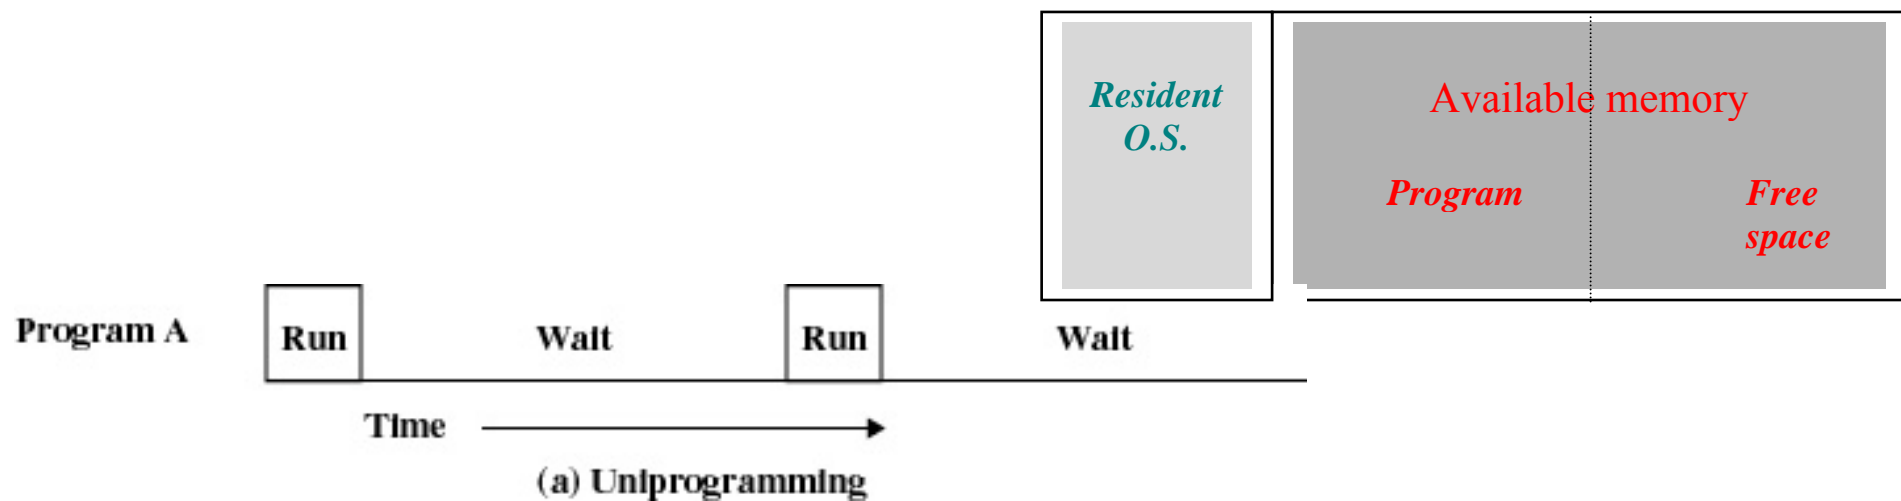 Resident
O.S.
Available memory
Program
Free
space
Program A
Run
Wait
Run
Wait
Time
(a) Uniprogramming